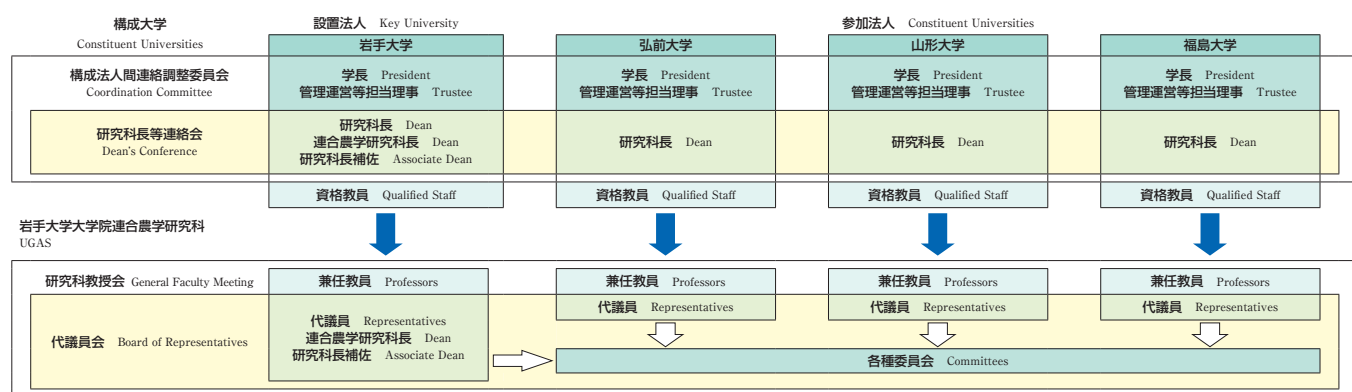 構成大学
Constituent Universities
設置法人 Key University
参加法人 Constituent Universities
岩手大学
弘前大学
山形大学
福島大学
構成法人間連絡調整委員会
Coordination Committee
学長 President
管理運営等担当理事 Trustee
学長 President
管理運営等担当理事 Trustee
学長 President
管理運営等担当理事 Trustee
学長 President
管理運営等担当理事 Trustee
研究科長等連絡会
Dean's Conference
研究科長 Dean
連合農学研究科長 Dean
研究科長補佐 Associate Dean
研究科長 Dean
研究科長 Dean
研究科長 Dean
資格教員 Qualified Staff
資格教員 Qualified Staff
資格教員 Qualified Staff
資格教員 Qualified Staff
岩手大学大学院連合農学研究科
UGAS
研究科教授会 General Faculty Meeting
兼任教員 Professors
兼任教員 Professors
兼任教員 Professors
兼任教員 Professors
代議員会 Board of Representatives
代議員 Representatives
連合農学研究科長 Dean
研究科長補佐 Associate Dean
代議員 Representatives
代議員 Representatives
代議員 Representatives
各種委員会 Committees